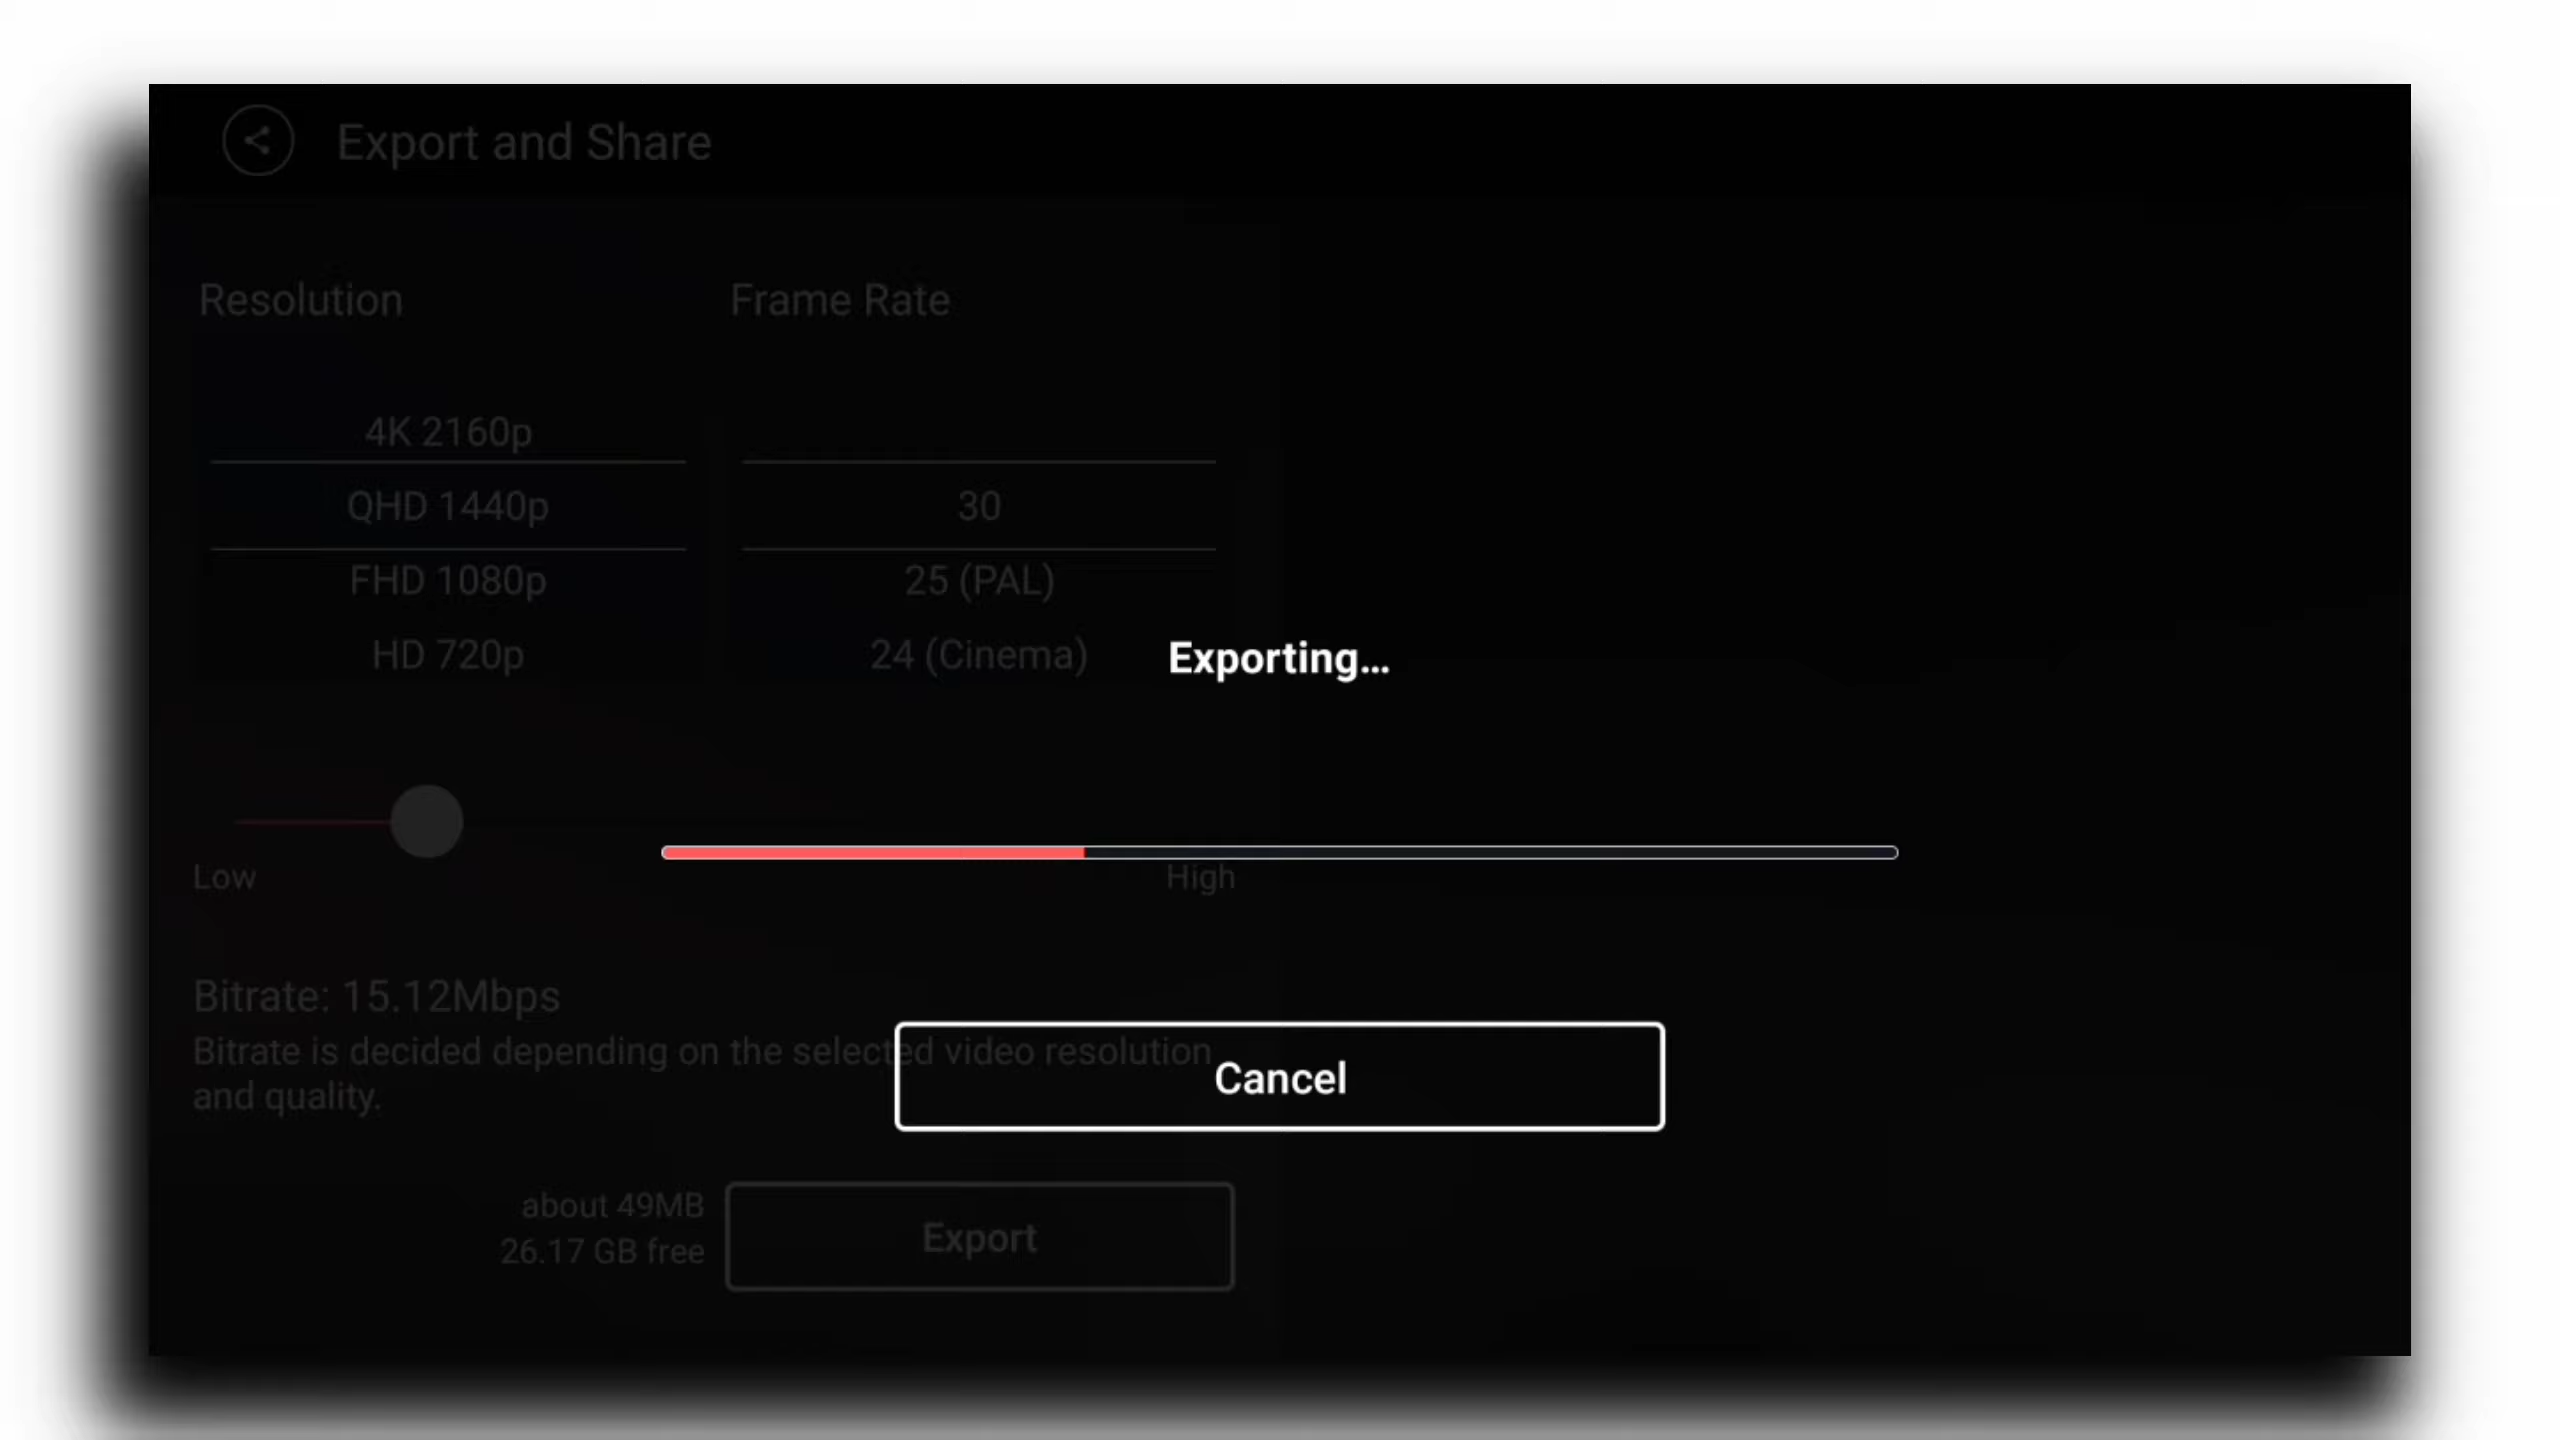 Export and Share
Resolution
Frame Rate
4K 2160p
QHD 1440p
30
FHD 1080p
25 (PAL)
HD 720p
24 (Cinema)
Exporting...
Low
High
Bitrate: 15.12Mbps
Bitrate is decided depending on the selected video resolution
and quality.
Cancel
about 49MB
26.17 GB free
Export